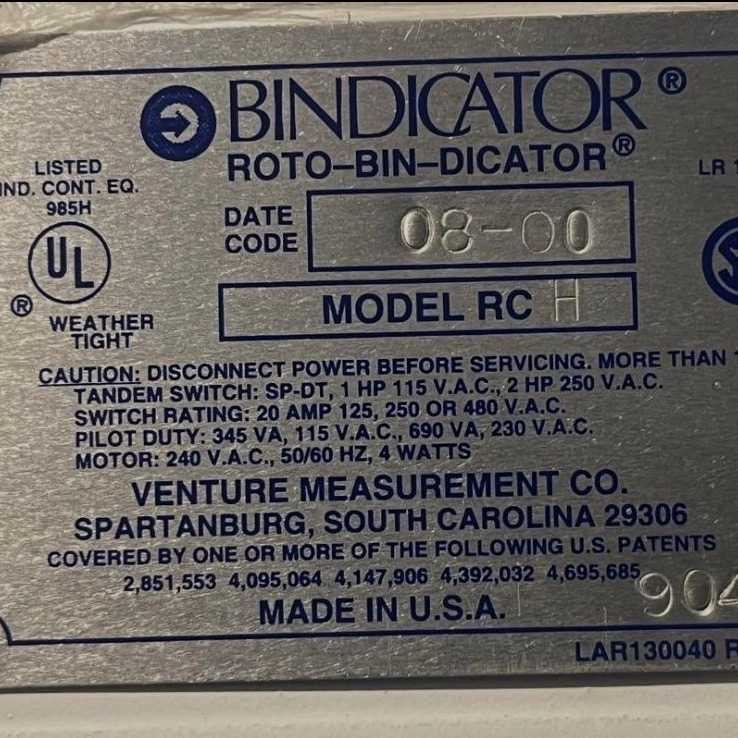 BINDICATOR®
ROTO-BIN-DICATOR®
LISTED
IND. CONT. EQ.
985H
UL
®
WEATHER
TIGHT
LR 1
DATE
CODE
08-00
MODEL RC H
CAUTION: DISCONNECT POWER BEFORE SERVICING. MORE THAN
TANDEM SWITCH: SP-DT, 1 HP 115 V.A.C., 2 HP 250 V.A.C.
SWITCH RATING: 20 AMP 125, 250 OR 480 V.A.C.
PILOT DUTY: 345 VA, 115 V.A.C., 690 VA, 230 V.A.C.
MOTOR: 240 V.A.C., 50/60 HZ, 4 WATTS
VENTURE MEASUREMENT CO.
SPARTANBURG, SOUTH CAROLINA 29306
COVERED BY ONE OR MORE OF THE FOLLOWING U.S. PATENTS
2,851,553 4,095,064 4,147,906 4,392,032 4,695,685
904
MADE IN U.S.A.
LAR130040 R